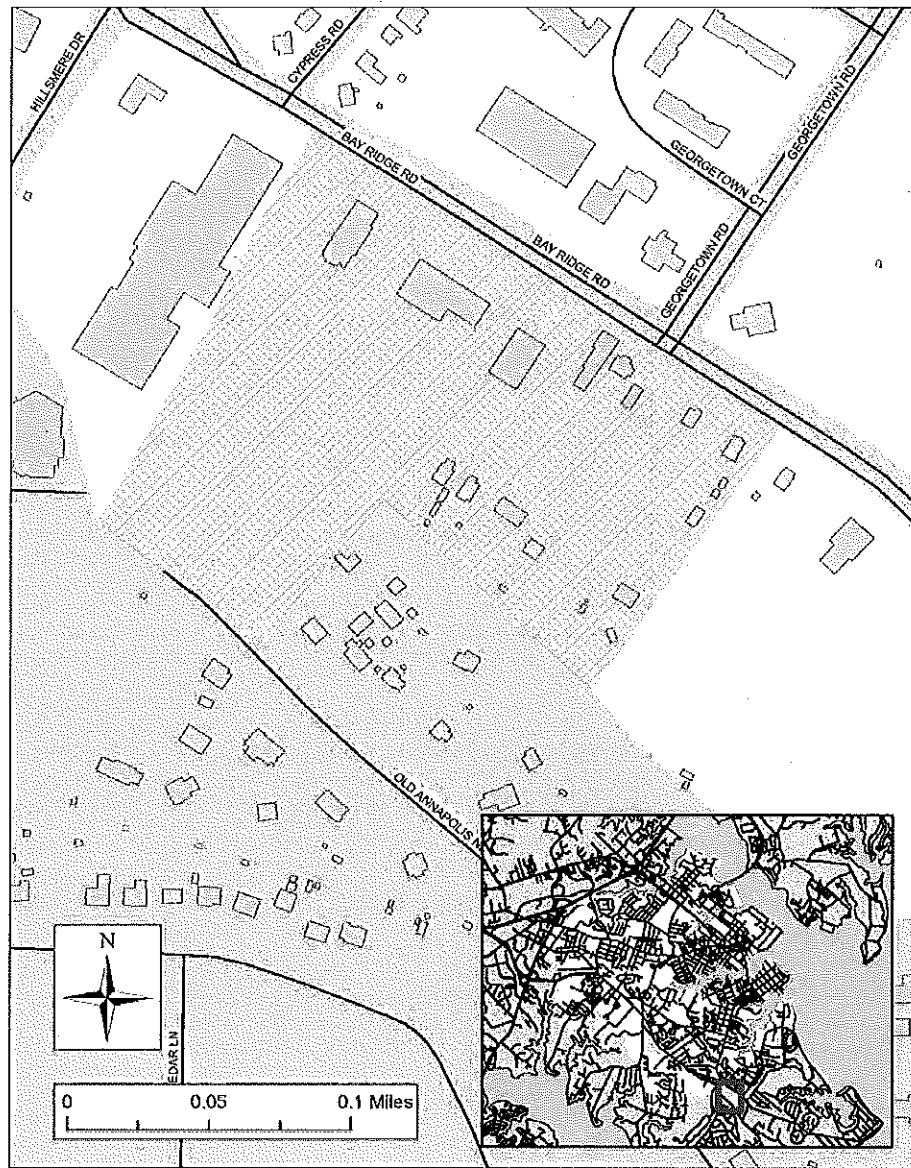 HILLSMERE DR
CYPRESS RD
BAY RIDGE RD
GEORGETOWN RD
GEORGETOWN CT
BAY RIDGE RD
GEORGETOWN RD
OLD ANNAPOLIS
N
EDAR LN
0 0.05 0.1 Miles